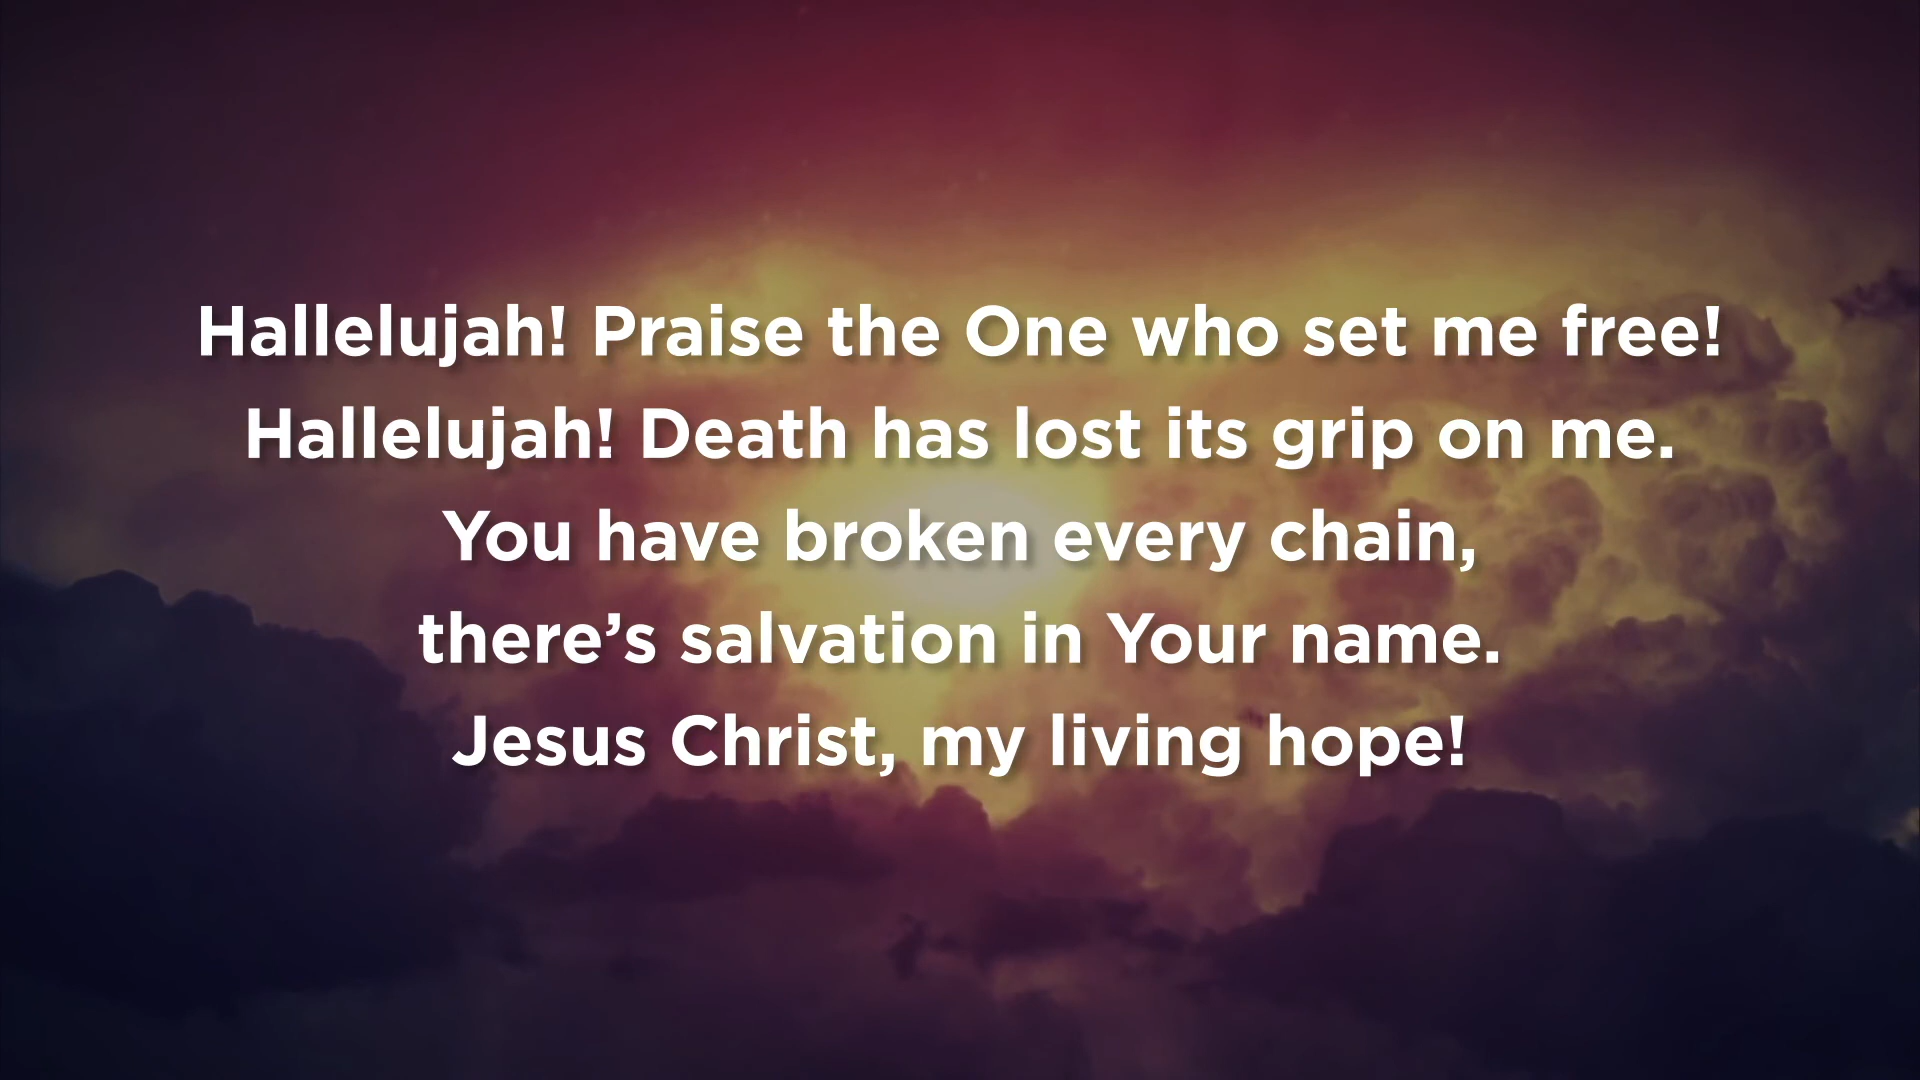 Hallelujah! Praise the One who set me free!
Hallelujah! Death has lost its grip on me.
You have broken every chain,
there’s salvation in Your name.
Jesus Christ, my living hope!